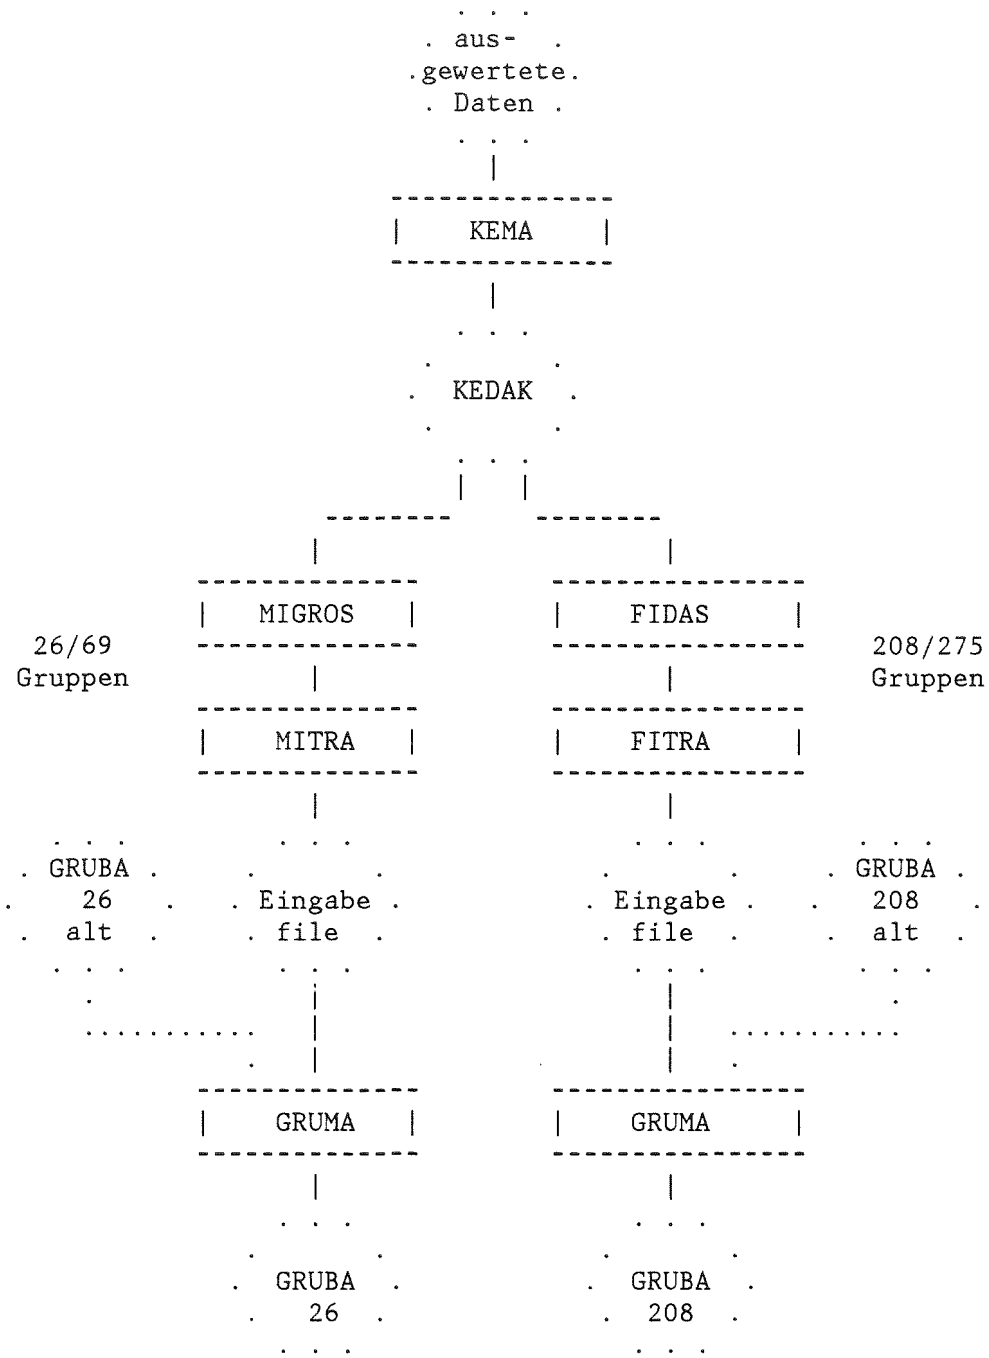 aus-
gewertete
Daten
KEMA
KEDAK
MIGROS FIDAS
26/69 208/275
Gruppen Gruppen
MITRA FITRA
GRUBA GRUBA
26 Eingabe Eingabe 208
alt file file alt
GRUMA GRUMA
GRUBA GRUBA
26 208